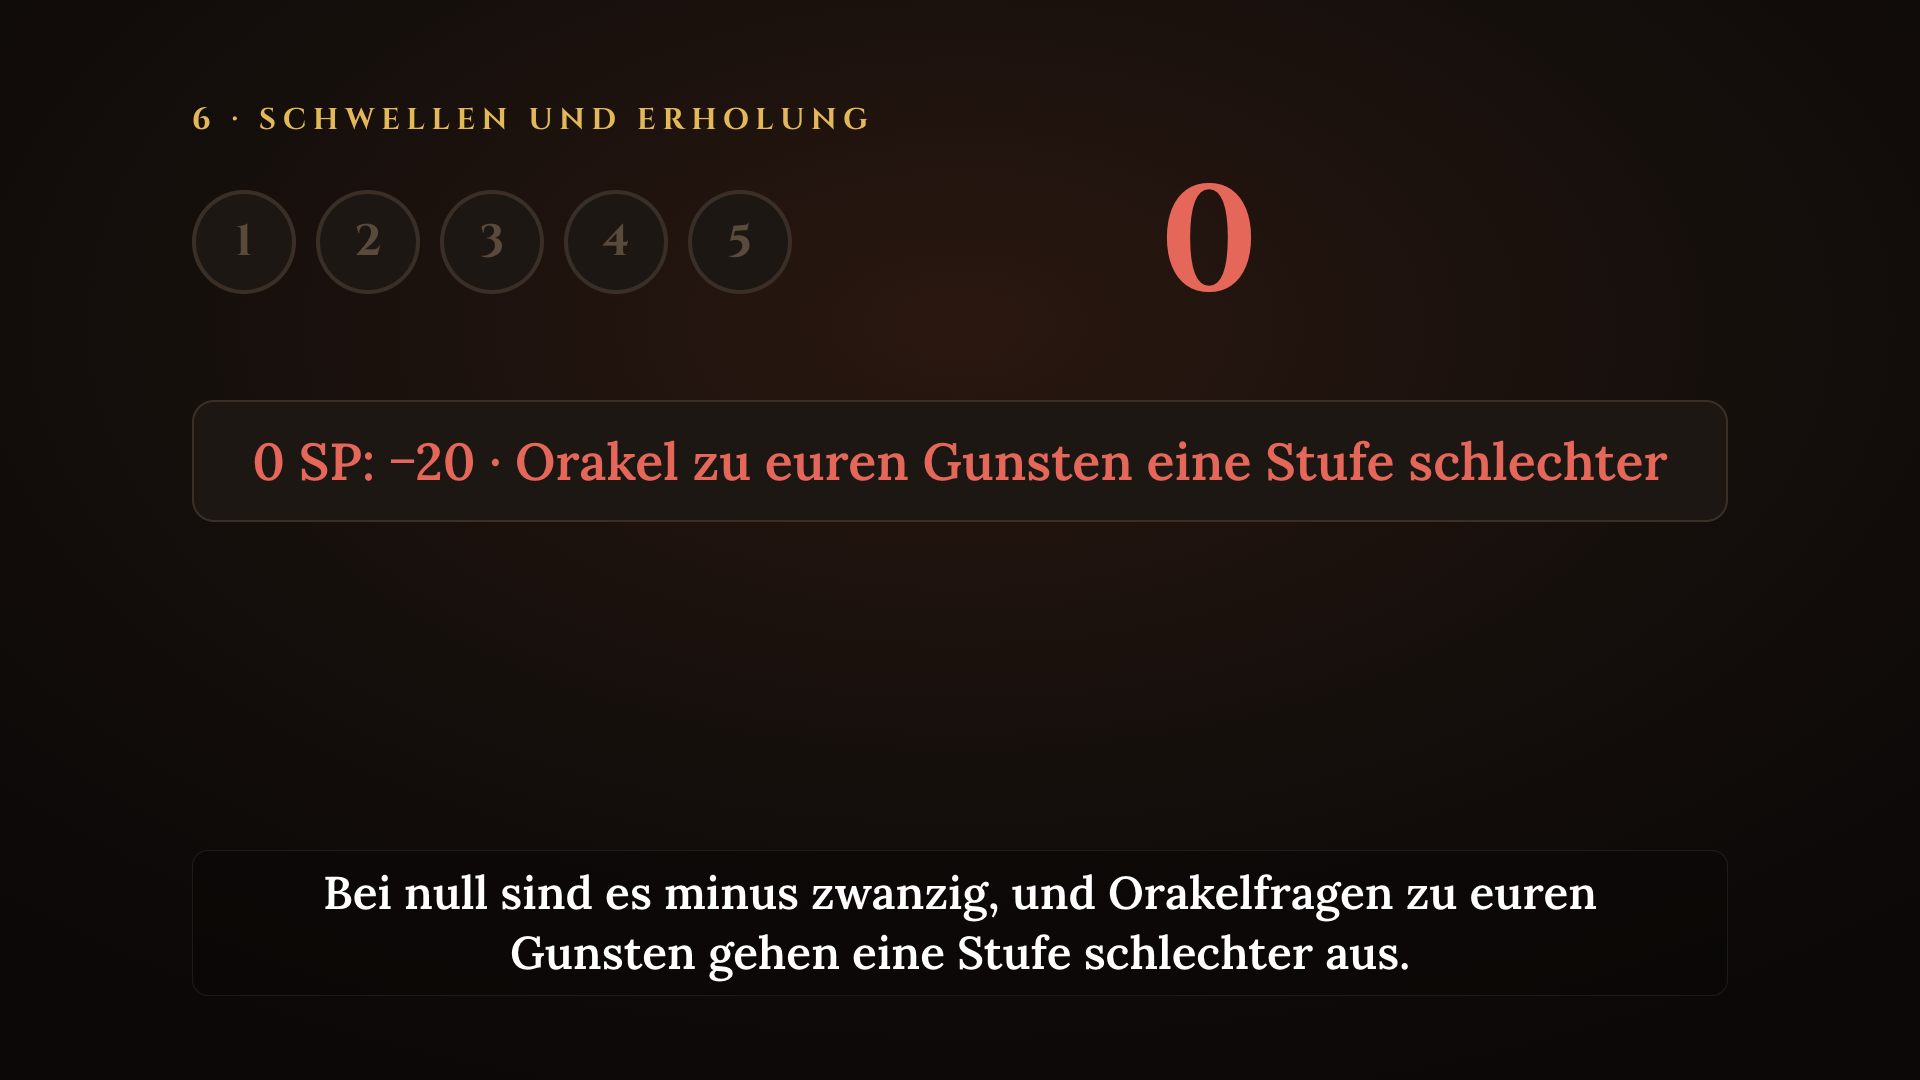 6 · SCHWELLEN UND ERHOLUNG
1 2 3 4 5
0
0 SP: −20 · Orakel zu euren Gunsten eine Stufe schlechter
Bei null sind es minus zwanzig, und Orakelfragen zu euren
Gunsten gehen eine Stufe schlechter aus.